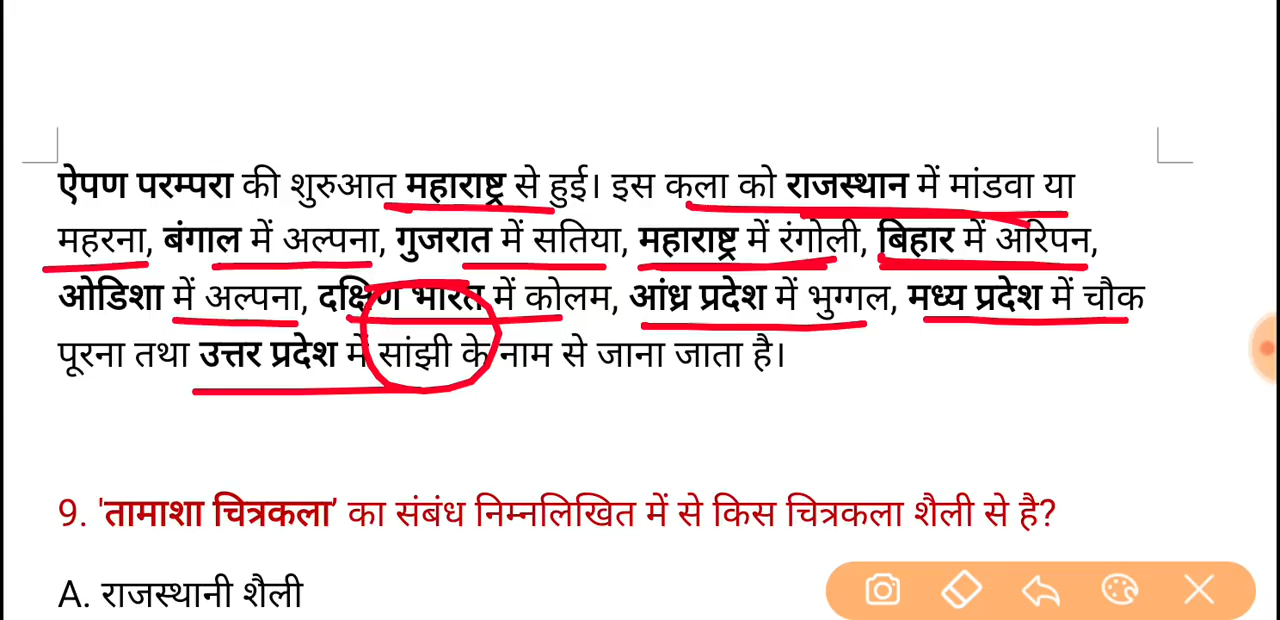 ऐपण परम्परा की शुरुआत महाराष्ट्र से हुई। इस कला को राजस्थान में मांडवा या
महरना, बंगाल में अल्पना, गुजरात में सतिया, महाराष्ट्र में रंगोली, बिहार में अरिपन,
ओडिशा में अल्पना, दक्षिण भारत में कोलम, आंध्र प्रदेश में भुग्गल, मध्य प्रदेश में चौक
पूरना तथा उत्तर प्रदेश में सांझी के नाम से जाना जाता है।
9. 'तामाशा चित्रकला’ का संबंध निम्नलिखित में से किस चित्रकला शैली से है?
A. राजस्थानी शैली